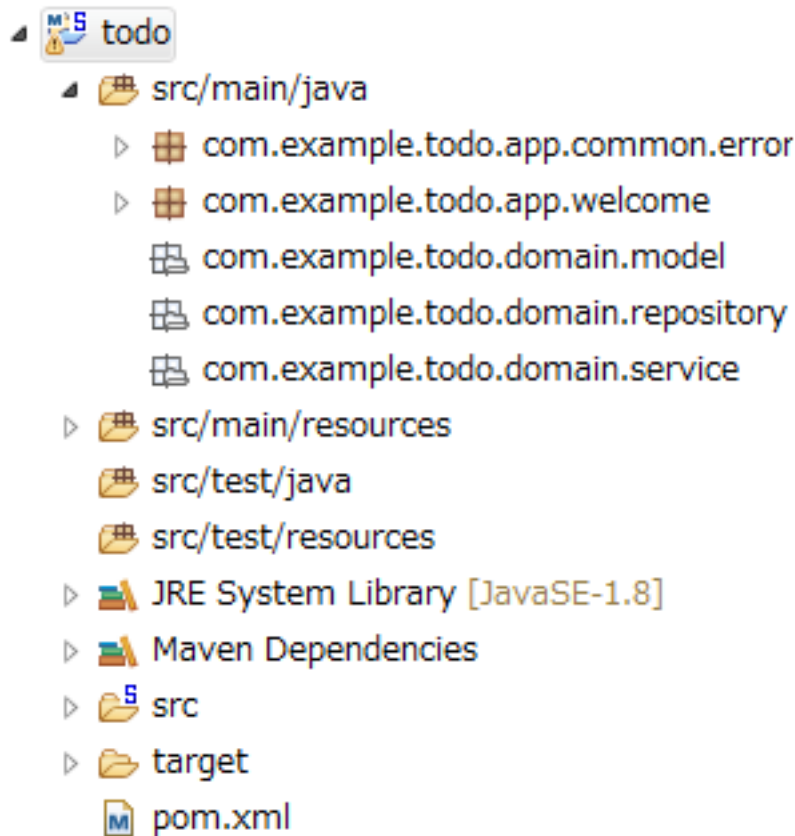 todo
src/main/java
com.example.todo.app.common.error
com.example.todo.app.welcome
com.example.todo.domain.model
com.example.todo.domain.repository
com.example.todo.domain.service
src/main/resources
src/test/java
src/test/resources
JRE System Library [JavaSE-1.8]
Maven Dependencies
src
target
pom.xml